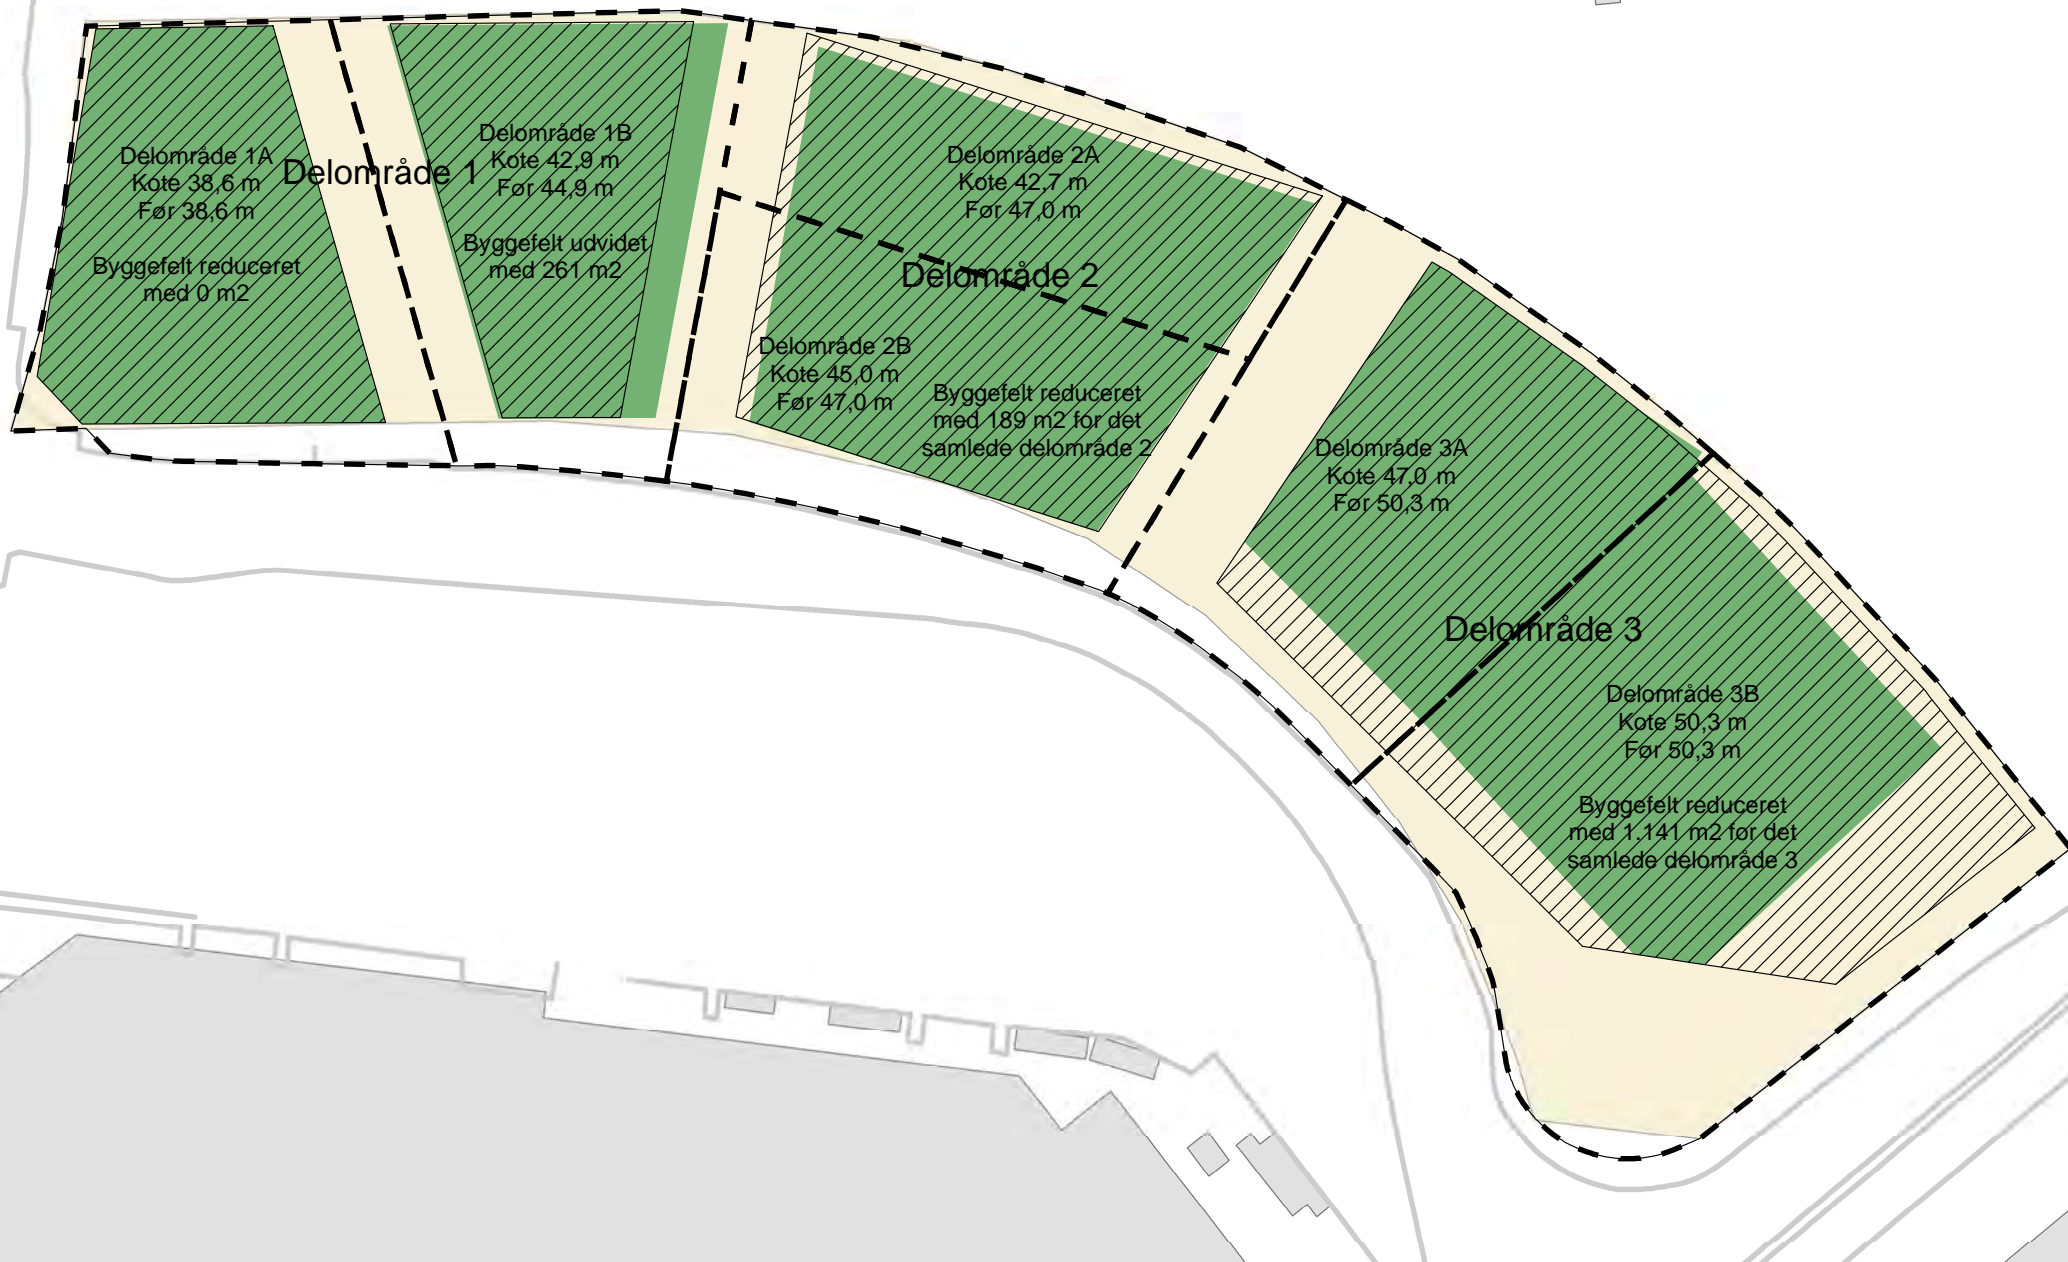 Delområde 1A
Kote 38,6 m
Før 38,6 m
Byggefelt reduceret
med 0 m2
Delområde 1
Delområde 1B
Kote 42,9 m
Før 44,9 m
Byggefelt udvidet
med 261 m2
Delområde 2A
Kote 42,7 m
Før 47,0 m
Delområde 2
Delområde 2B
Kote 45,0 m
Før 47,0 m
Byggefelt reduceret
med 189 m2 for det
samlede delområde 2
Delområde 3A
Kote 47,0 m
Før 50,3 m
Delområde 3
Delområde 3B
Kote 50,3 m
Før 50,3 m
Byggefelt reduceret
med 1.141 m2 for det
samlede delområde 3